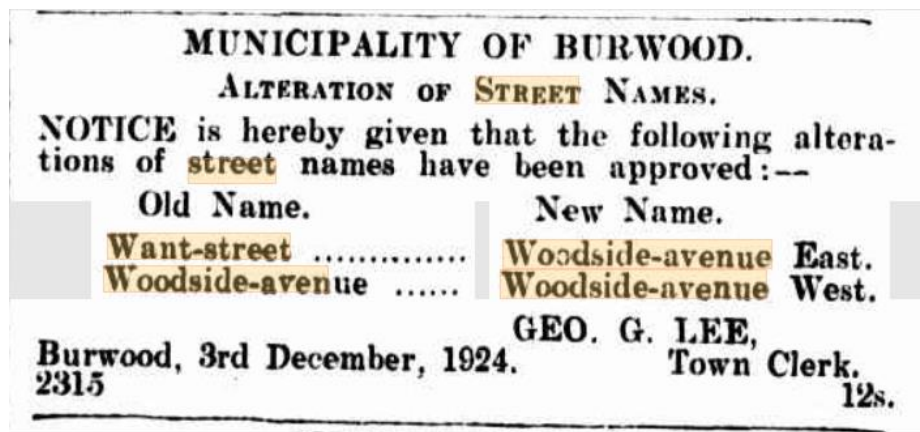 MUNICIPALITY OF BURWOOD.
ALTERATION OF STREET NAMES.
NOTICE is hereby given that the following altera-
tions of street names have been approved:—
Old Name. New Name.
Want-street .............. Woodside-avenue East.
Woodside-avenue ...... Woodside-avenue West.
GEO. G. LEE,
Burwood, 3rd December, 1924. Town Clerk.
2315 12s.